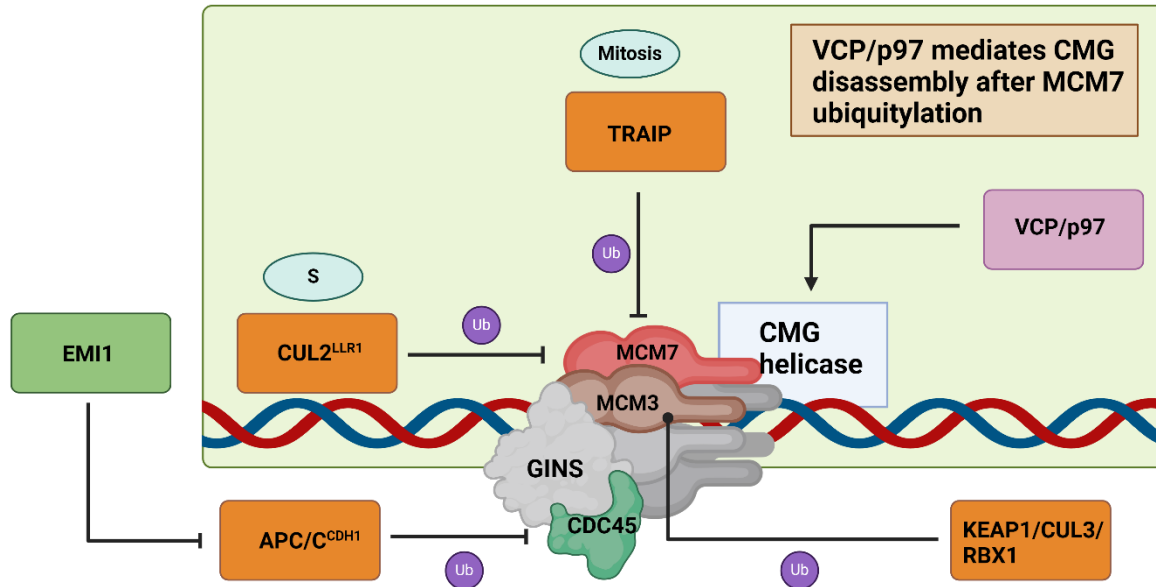 Mitosis
TRAIP
VCP/p97 mediates CMG
disassembly after MCM7
ubiquitylation
VCP/p97
Ub
S
CUL2LLR1
Ub
EMI1
MCM7
CMG
helicase
MCM3
GINS
CDC45
APC/CCDH1
Ub
KEAP1/CUL3/
RBX1
Ub